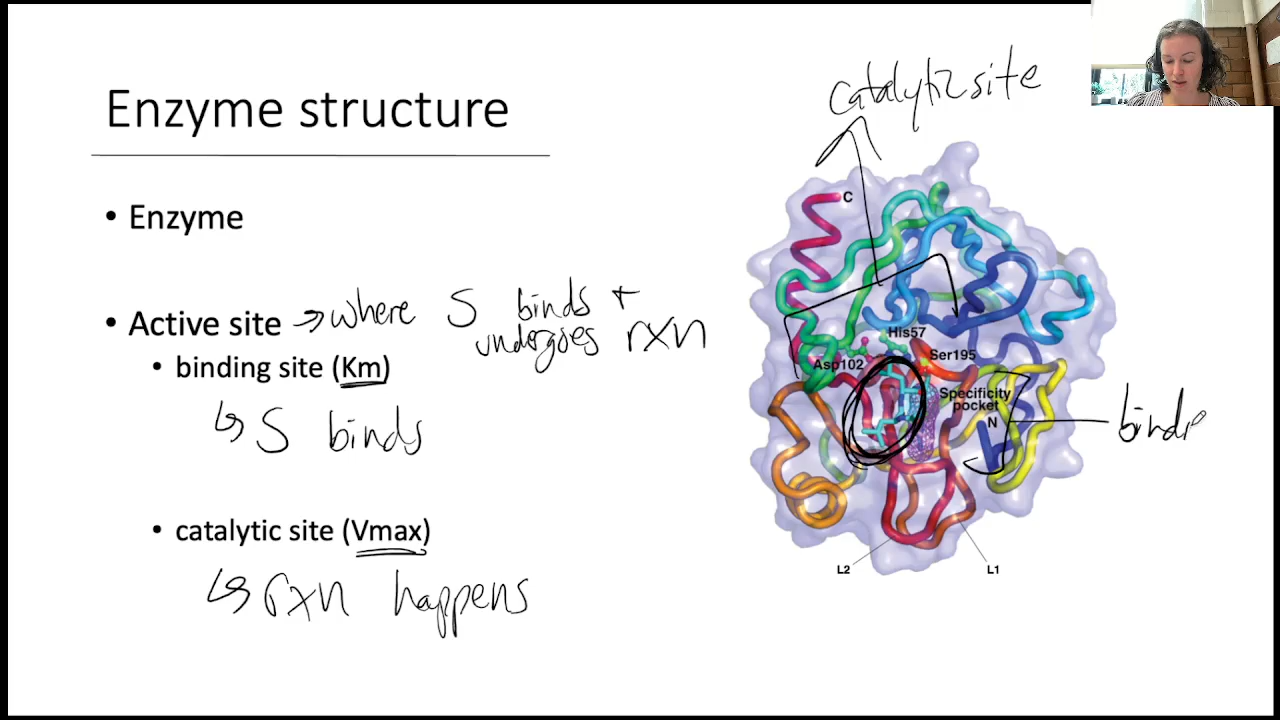 Enzyme structure
• Enzyme
• Active site → where S binds +
undergoes rxn
• binding site (Km)
↳ S binds
• catalytic site (Vmax)
↳ rxn happens
catalytic site
C
His57
Asp102
Ser195
Specificity
pocket
N
L2
L1